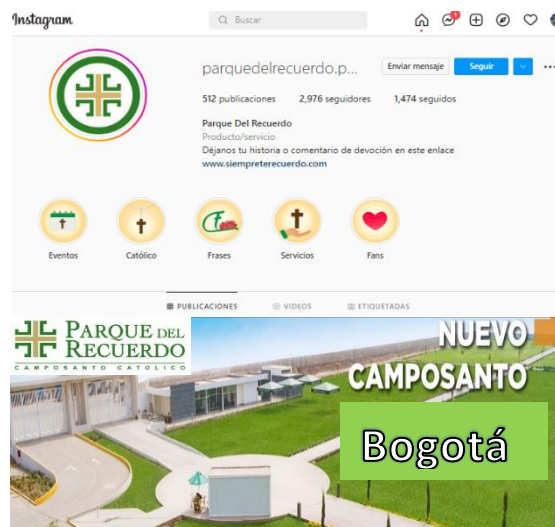 Instagram
Buscar
parquedelrecuerdo.p... Enviar mensaje Seguir
512 publicaciones 2,976 seguidores 1,474 seguidos
Parque Del Recuerdo
Producto/servicio
Déjanos tu historia o comentario de devoción en este enlace
www.siempreterecuerdo.com
Eventos Católico Frases Servicios Fans
PUBLICACIONES VIDEOS ETIQUETADAS
PARQUE DEL
RECUERDO
CAMPOSANTO CATOLICO
NUEVO
CAMPOSANTO
Bogotá